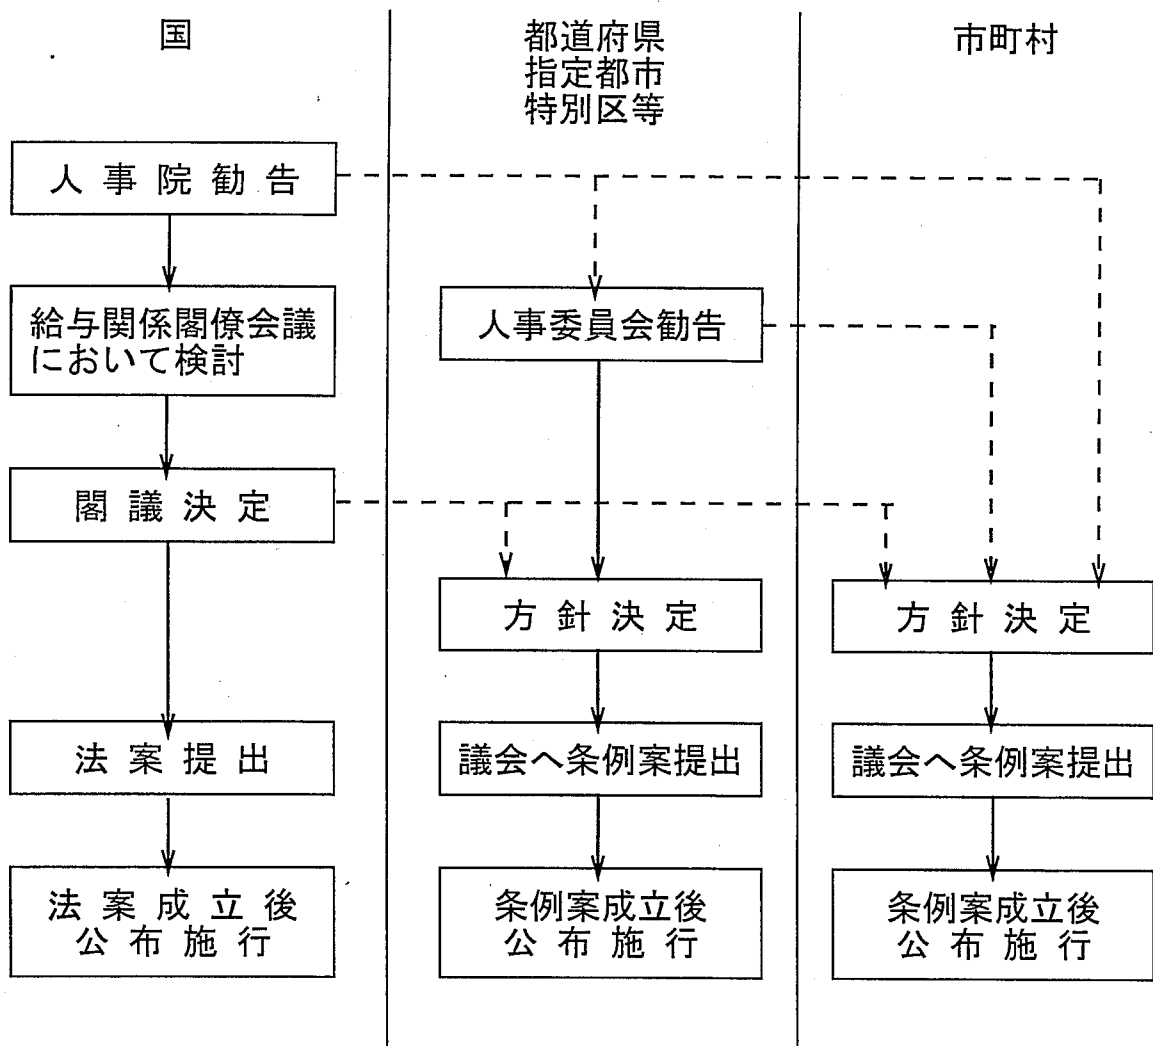 国
人事院勧告
給与関係閣僚会議
において検討
閣議決定
法案提出
法案成立後
公布施行
都道府県
指定都市
特別区等
人事委員会勧告
方針決定
議会へ条例案提出
条例案成立後
公布施行
市町村
方針決定
議会へ条例案提出
条例案成立後
公布施行